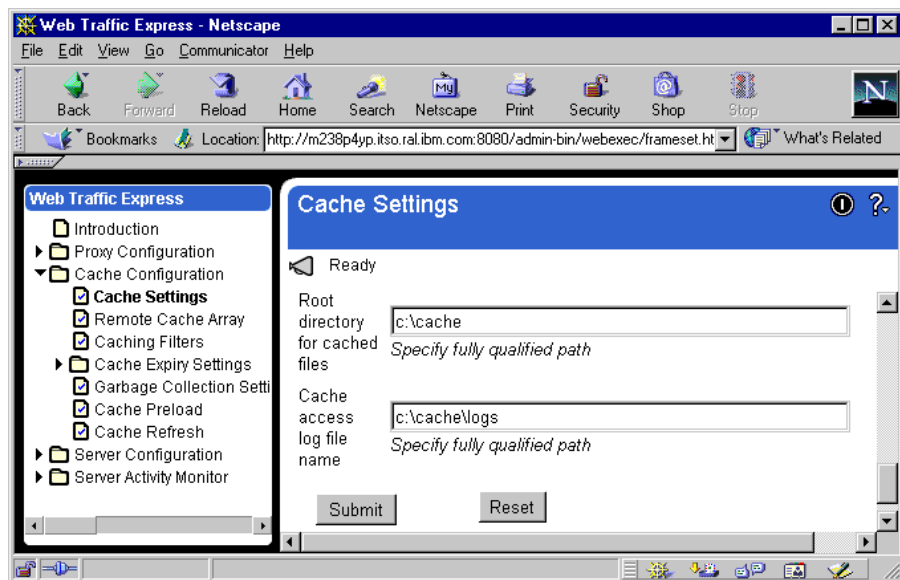 Web Traffic Express - Netscape
File Edit View Go Communicator Help
Back Forward Reload Home Search Netscape Print Security Shop Stop
My
N
Bookmarks Location: http://m238p4yp.itso.ral.ibm.com:8080/admin-bin/webexec/frameset.ht What's Related
Web Traffic Express
Introduction
Proxy Configuration
Cache Configuration
Cache Settings
Remote Cache Array
Caching Filters
Cache Expiry Settings
Garbage Collection Setti
Cache Preload
Cache Refresh
Server Configuration
Server Activity Monitor
Cache Settings
Ready
Root
directory
for cached
files
c:\cache
Specify fully qualified path
Cache
access
log file
name
c:\cache\logs
Specify fully qualified path
Submit Reset